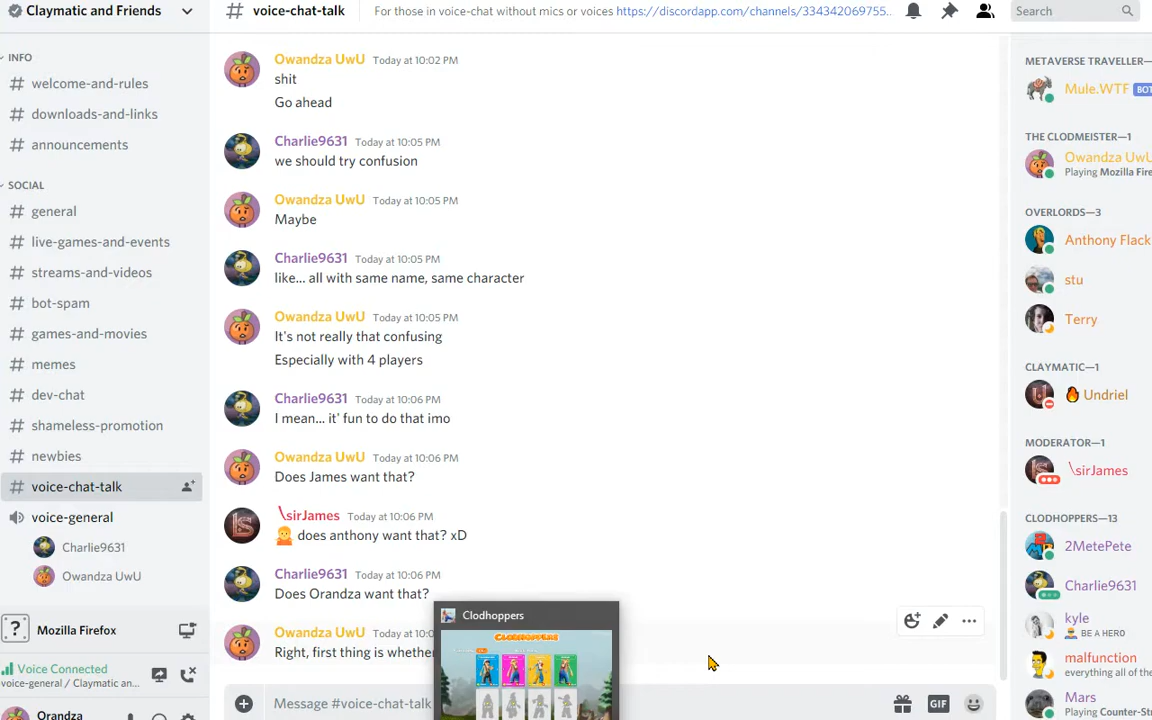 Claymatic and Friends
INFO
# welcome-and-rules
# downloads-and-links
# announcements
SOCIAL
# general
# live-games-and-events
# streams-and-videos
# bot-spam
# games-and-movies
# memes
# dev-chat
# shameless-promotion
# newbies
# voice-chat-talk
voice-general
Charlie9631
Owandza UwU
? Mozilla Firefox
Voice Connected
voice-general / Claymatic an...
Orandza
# voice-chat-talk
For those in voice-chat without mics or voices https://discordapp.com/channels/334342069755...
Search
Owandza UwU Today at 10:02 PM
shit
Go ahead
Charlie9631 Today at 10:05 PM
we should try confusion
Owandza UwU Today at 10:05 PM
Maybe
Charlie9631 Today at 10:05 PM
like... all with same name, same character
Owandza UwU Today at 10:05 PM
It's not really that confusing
Especially with 4 players
Charlie9631 Today at 10:06 PM
I mean... it' fun to do that imo
Owandza UwU Today at 10:06 PM
Does James want that?
\sirJames Today at 10:06 PM
does anthony want that? xD
Charlie9631 Today at 10:06 PM
Does Orandza want that?
Owandza UwU Today at 10:0
Right, first thing is whethe
Clodhoppers
CLODHOPPERS
Message #voice-chat-talk
GIF
METAVERSE TRAVELLER—
Mule.WTF BOT
THE CLODMEISTER—1
Owandza UwU
Playing Mozilla Fire
OVERLORDS—3
Anthony Flack
stu
Terry
CLAYMATIC—1
Undriel
MODERATOR—1
\sirJames
CLODHOPPERS—13
2MetePete
Charlie9631
kyle
BE A HERO
malfunction
everything all of the
Mars
Playing Counter-Str